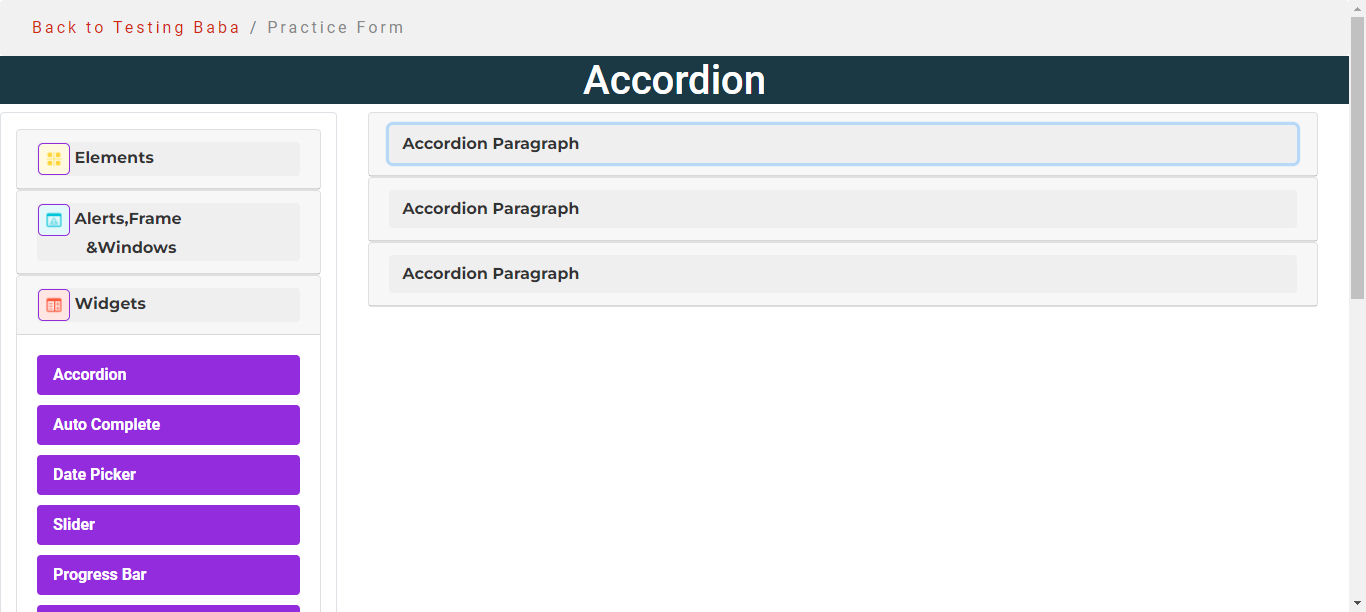 Back to Testing Baba / Practice Form
Accordion
Elements
Alerts,Frame
&Windows
Widgets
Accordion
Auto Complete
Date Picker
Slider
Progress Bar
Accordion Paragraph
Accordion Paragraph
Accordion Paragraph